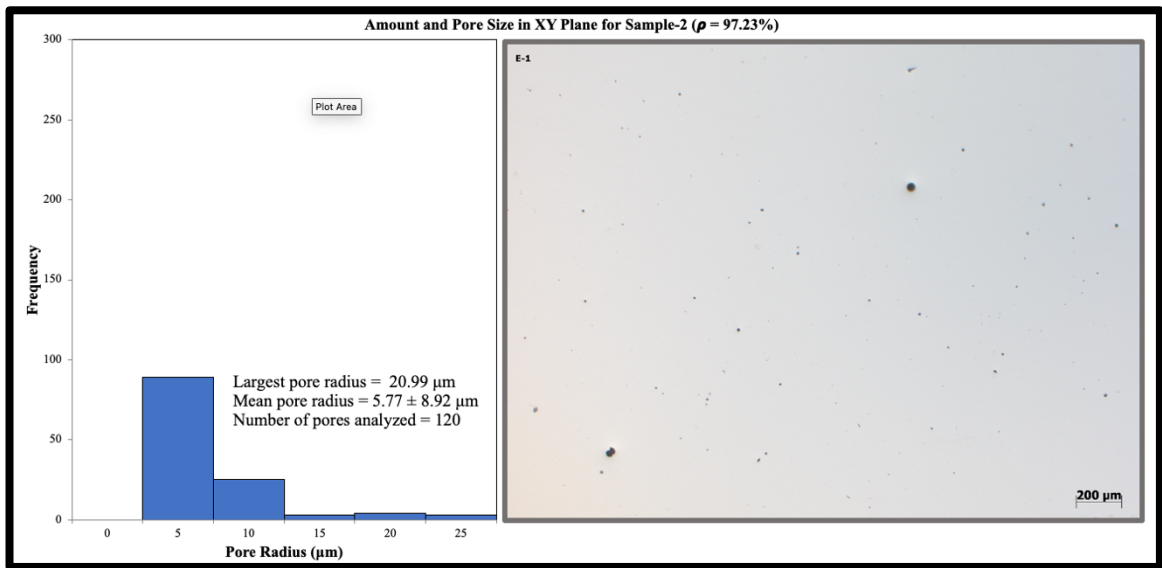 Amount and Pore Size in XY Plane for Sample-2 (ρ = 97.23%)
300
250
200
150
100
50
0
Frequency
Plot Area
Largest pore radius = 20.99 µm
Mean pore radius = 5.77 ± 8.92 µm
Number of pores analyzed = 120
0 5 10 15 20 25
Pore Radius (µm)
E-1
200 µm